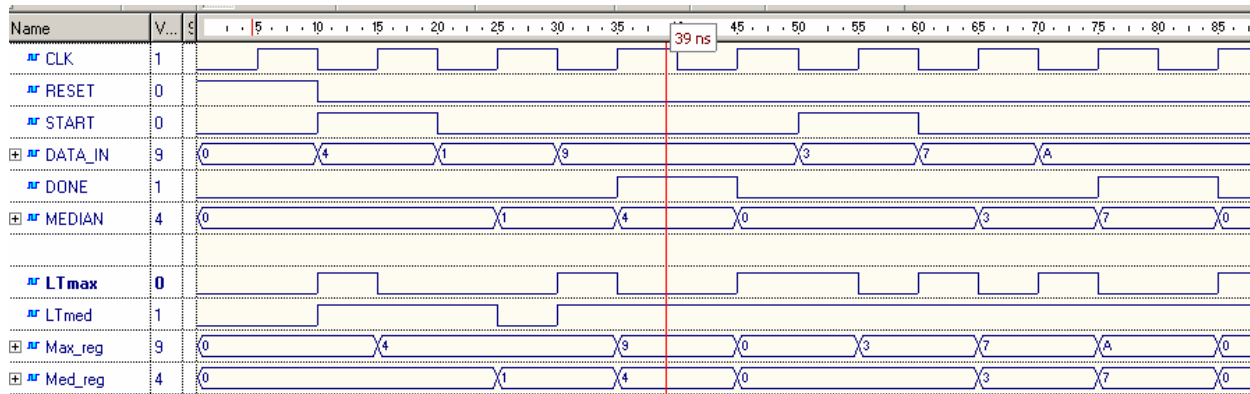 Name V... S 5 10 15 20 25 30 35 45 50 55 60 65 70 75 80 85
39 ns
CLK 1
RESET 0
START 0
DATA_IN 9 0 4 1 9 3 7 A
DONE 1
MEDIAN 4 0 1 4 0 3 7 0
LTmax 0
LTmed 1
Max_reg 9 0 4 9 0 3 7 A 0
Med_reg 4 0 1 4 0 3 7 0